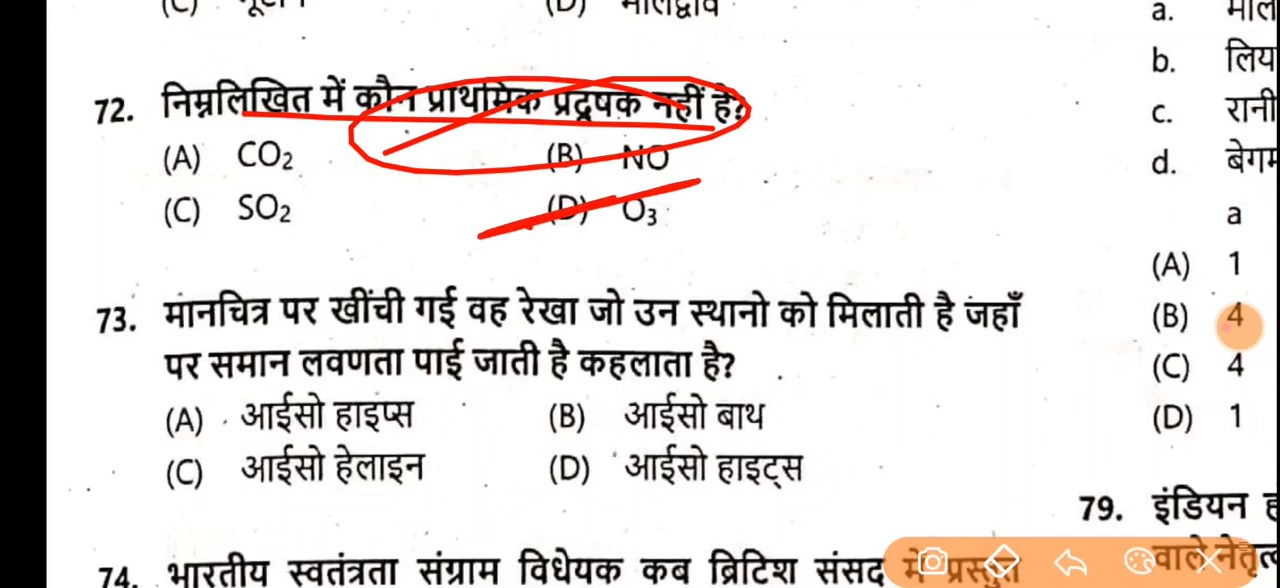 72. निम्नलिखित में कौन प्राथमिक प्रदूषक नहीं है?
(A) CO₂ (B) NO
(C) SO₂ (D) O₃
73. मानचित्र पर खींची गई वह रेखा जो उन स्थानो को मिलाती है जहाँ
पर समान लवणता पाई जाती है कहलाता है?
(A) आईसो हाइप्स (B) आईसो बाथ
(C) आईसो हेलाइन (D) आईसो हाइट्स
74. भारतीय स्वतंत्रता संग्राम विधेयक कब ब्रिटिश संसद में प्रस्तुत
a.
b.
c. रानी
d.
a
(A) 1
(B) 4
(C) 4
(D) 1
79. इंडियन
वाले